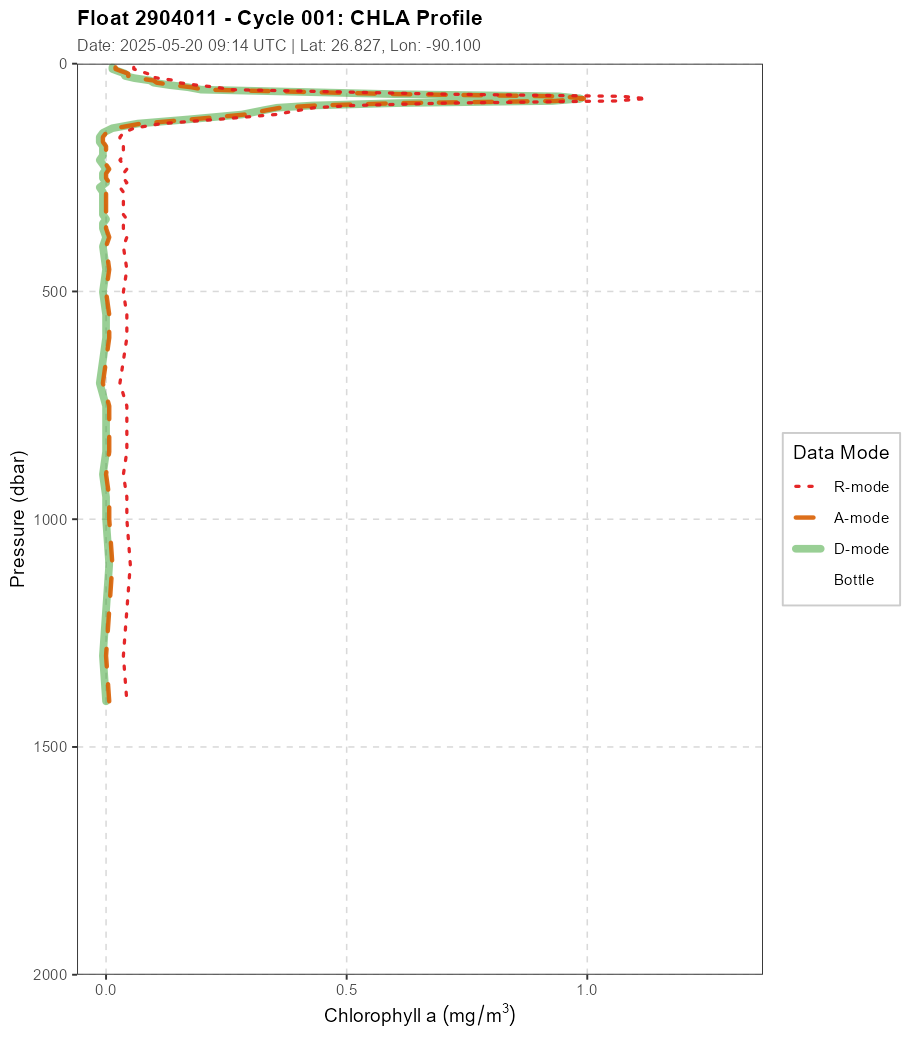 Float 2904011 - Cycle 001: CHLA Profile
Date: 2025-05-20 09:14 UTC | Lat: 26.827, Lon: -90.100
0
500
1000
1500
2000
Pressure (dbar)
0.0 0.5 1.0
Chlorophyll a (mg/m³)
Data Mode
R-mode
A-mode
D-mode
Bottle